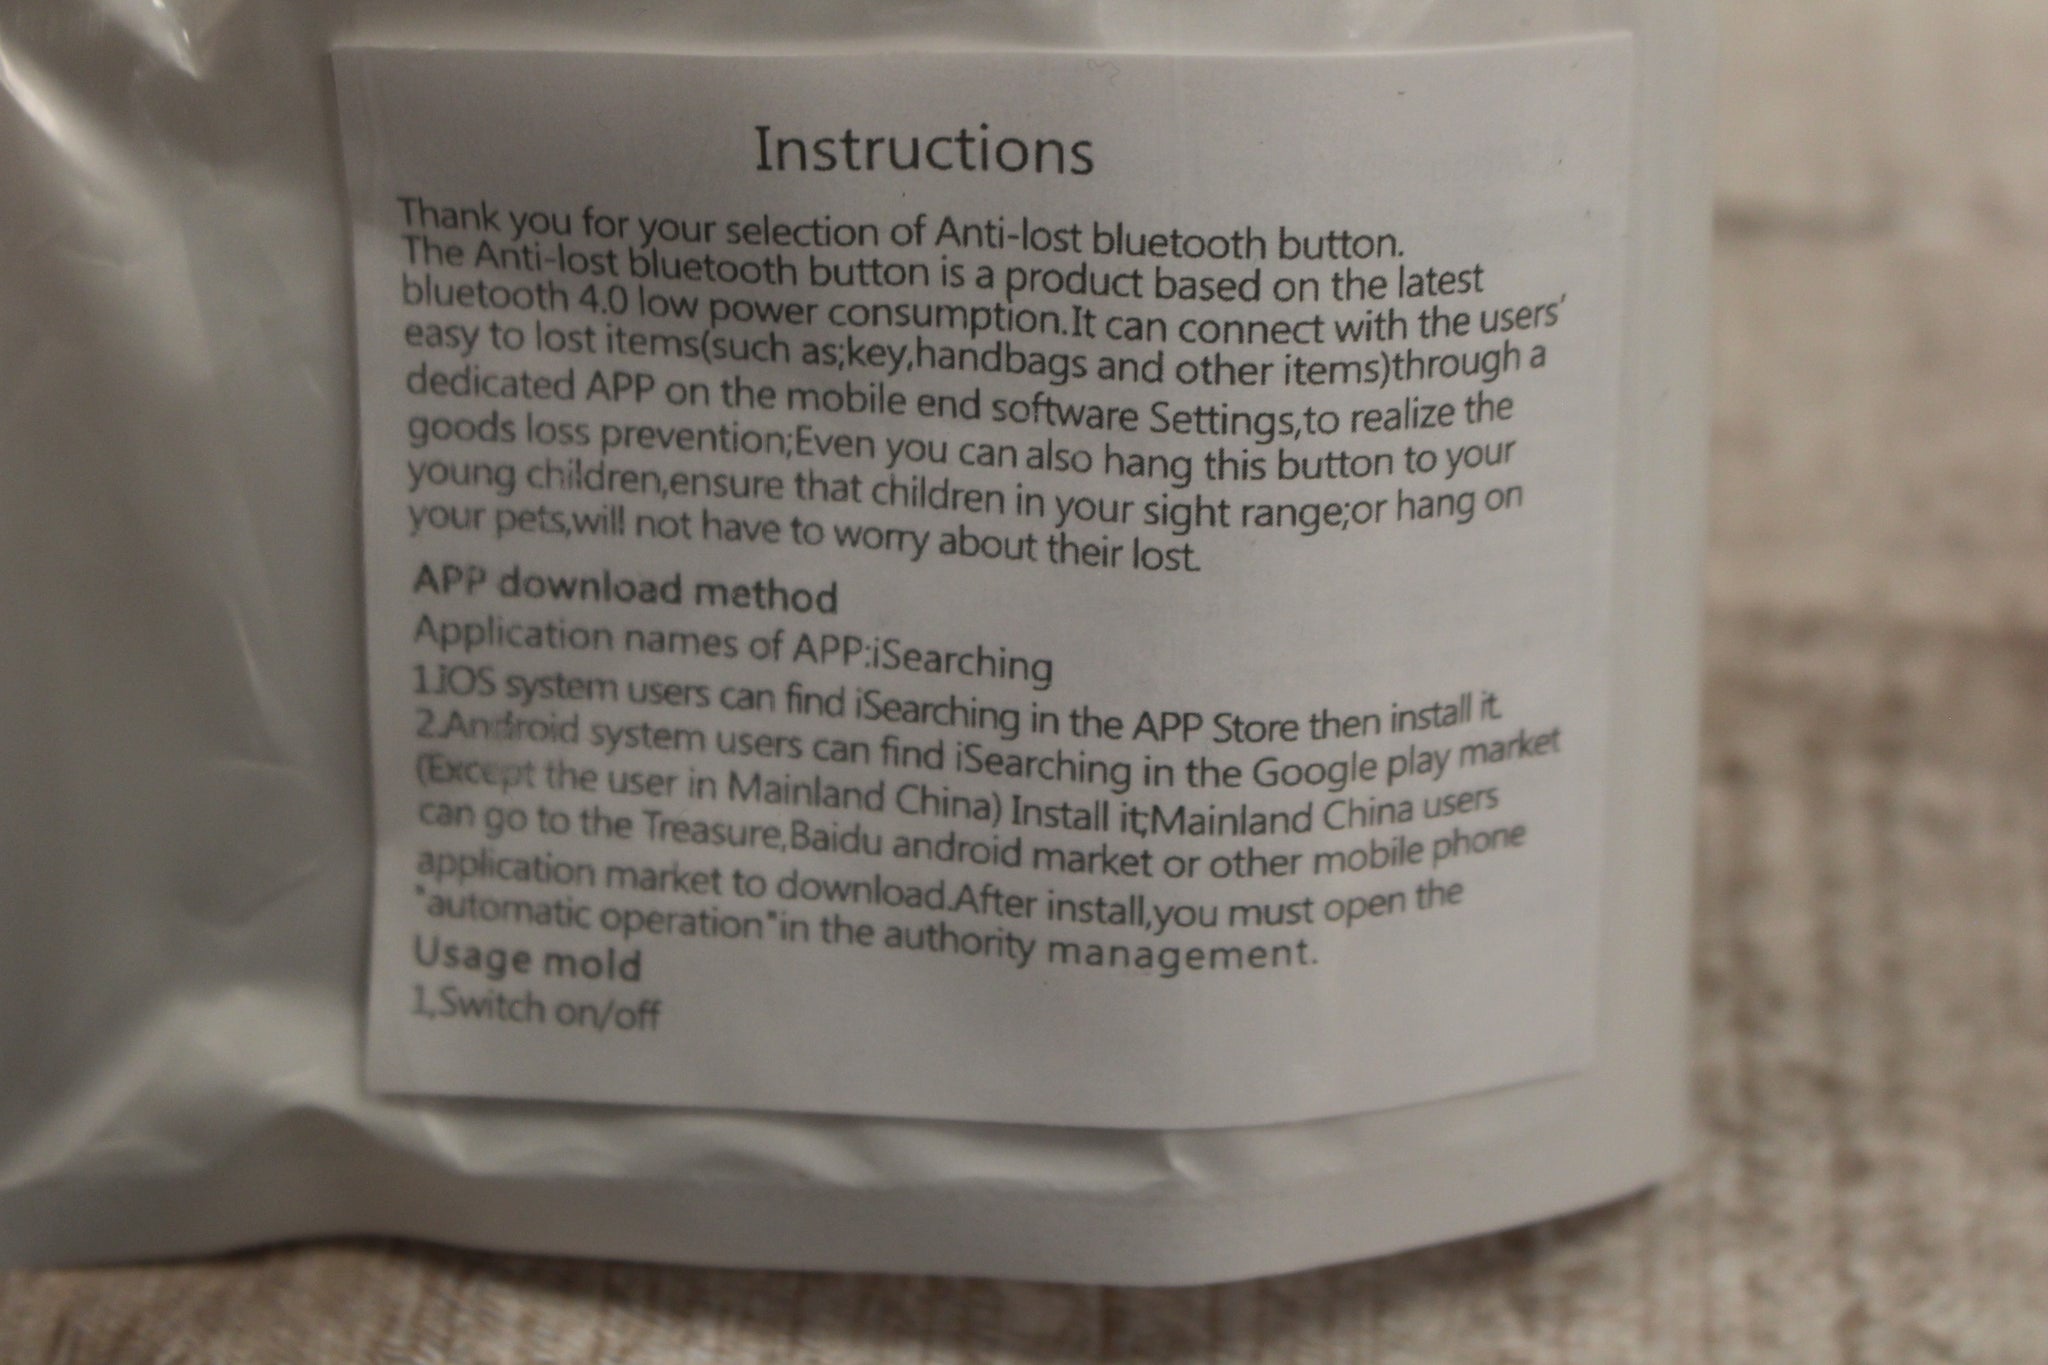 Instructions
Thank you for your selection of Anti-lost bluetooth button.
The Anti-lost bluetooth button is a product based on the latest
bluetooth 4.0 low power consumption.It can connect with the users'
easy to lost items(such as;key,handbags and other items)through a
dedicated APP on the mobile end software Settings,to realize the
goods loss prevention;Even you can also hang this button to your
young children,ensure that children in your sight range;or hang on
your pets,will not have to worry about their lost.
APP download method
Application names of APP:iSearching
1.iOS system users can find iSearching in the APP Store then install it.
2.Android system users can find iSearching in the Google play market
(Except the user in Mainland China) Install it;Mainland China users
can go to the Treasure,Baidu android market or other mobile phone
application market to download.After install,you must open the
"automatic operation"in the authority management.
Usage mold
1,Switch on/off